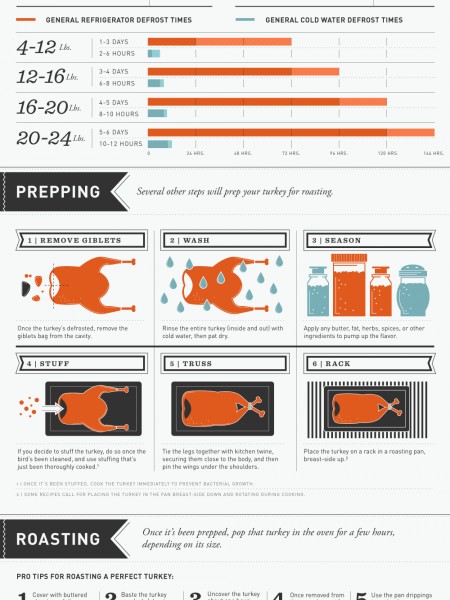 GENERAL REFRIGERATOR DEFROST TIMES
GENERAL COLD WATER DEFROST TIMES
4-12 Lbs.
1-3 DAYS
2-6 HOURS
12-16 Lbs.
3-4 DAYS
6-8 HOURS
16-20 Lbs.
4-5 DAYS
8-10 HOURS
20-24 Lbs.
5-6 DAYS
10-12 HOURS
0 24 HRS. 48 HRS. 72 HRS. 96 HRS. 120 HRS. 144 HRS.
PREPPING
Several other steps will prep your turkey for roasting.
1 | REMOVE GIBLETS
Once the turkey's defrosted, remove the
giblets bag from the cavity.
2 | WASH
Rinse the entire turkey (inside and out) with
cold water, then pat dry.
3 | SEASON
Apply any butter, fat, herbs, spices, or other
ingredients to pump up the flavor.
4 | STUFF
If you decide to stuff the turkey, do so once the
bird's been cleaned, and use stuffing that's
just been thoroughly cooked.¹
5 | TRUSS
Tie the legs together with kitchen twine,
securing them close to the body, and then
pin the wings under the shoulders.
6 | RACK
Place the turkey on a rack in a roasting pan,
breast-side up.²
1 | ONCE IT'S BEEN STUFFED, COOK THE TURKEY IMMEDIATELY TO PREVENT BACTERIAL GROWTH.
2 | SOME RECIPES CALL FOR PLACING THE TURKEY IN THE PAN BREAST-SIDE DOWN AND ROTATING DURING COOKING.
ROASTING
Once it's been prepped, pop that turkey in the oven for a few hours,
depending on its size.
PRO TIPS FOR ROASTING A PERFECT TURKEY:
1 Cover with buttered
2 Baste the turkey
3 Uncover the turkey
4 Once removed from
5 Use the pan drippings